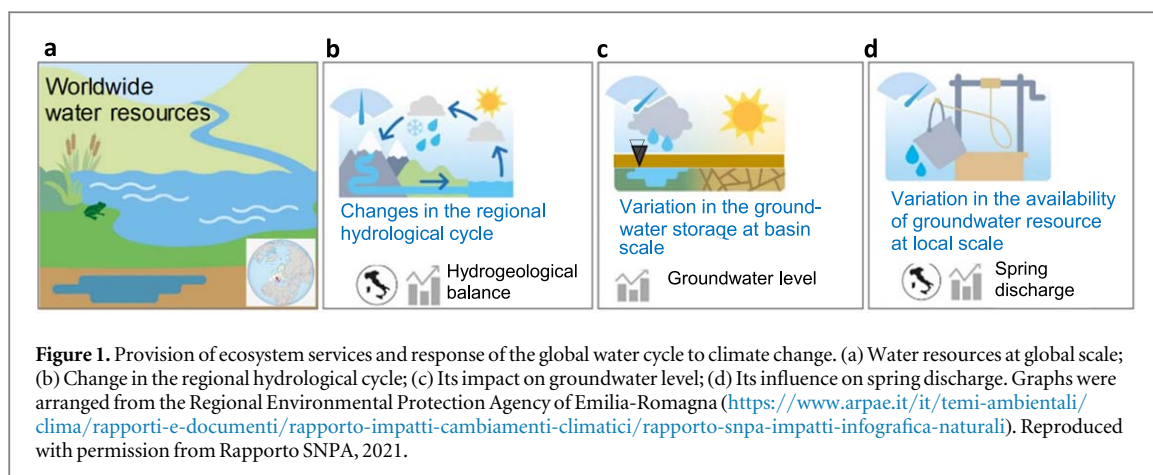 a
Worldwide
water resources
b
Changes in the regional
hydrological cycle
Hydrogeological
balance
c
Variation in the ground-
water storage at basin
scale
Groundwater level
d
Variation in the availability
of groundwater resource
at local scale
Spring
discharge
Figure 1. Provision of ecosystem services and response of the global water cycle to climate change. (a) Water resources at global scale;
(b) Change in the regional hydrological cycle; (c) Its impact on groundwater level; (d) Its influence on spring discharge. Graphs were
arranged from the Regional Environmental Protection Agency of Emilia-Romagna (https://www.arpae.it/it/temi-ambientali/
clima/rapporti-e-documenti/rapporto-impatti-cambiamenti-climatici/rapporto-snpa-impatti-infografica-naturali). Reproduced
with permission from Rapporto SNPA, 2021.